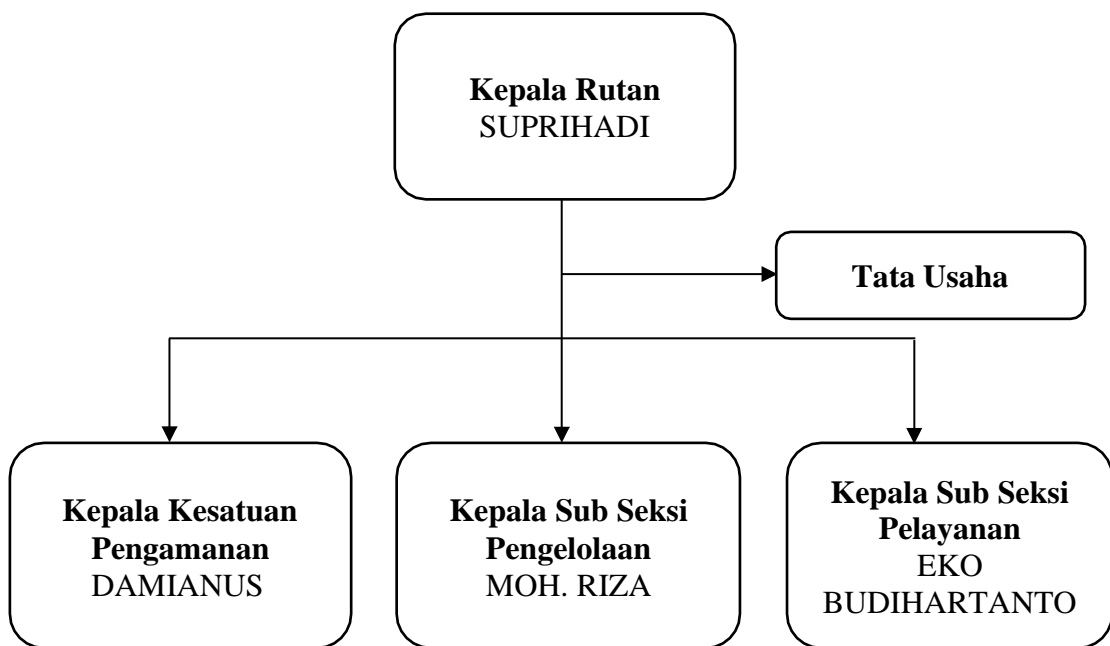 Kepala Rutan
SUPRIHADI
Tata Usaha
Kepala Kesatuan
Pengamanan
DAMIANUS
Kepala Sub Seksi
Pengelolaan
MOH. RIZA
Kepala Sub Seksi
Pelayanan
EKO
BUDIHARTANTO